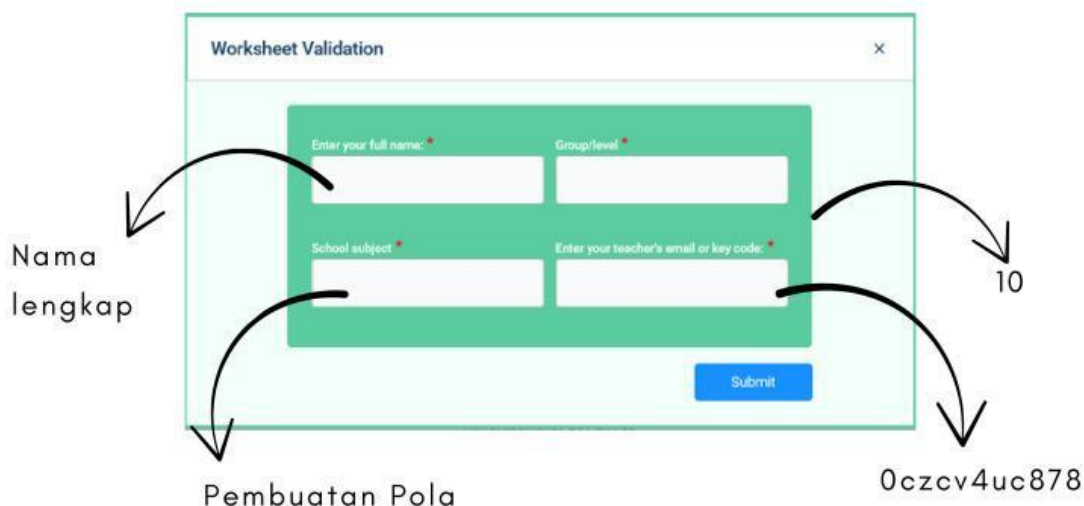 Worksheet Validation ×
Enter your full name: *
Group/level *
Nama
lengkap
School subject *
Enter your teacher's email or key code: *
10
Submit
Pembuatan Pola
0czcv4uc878